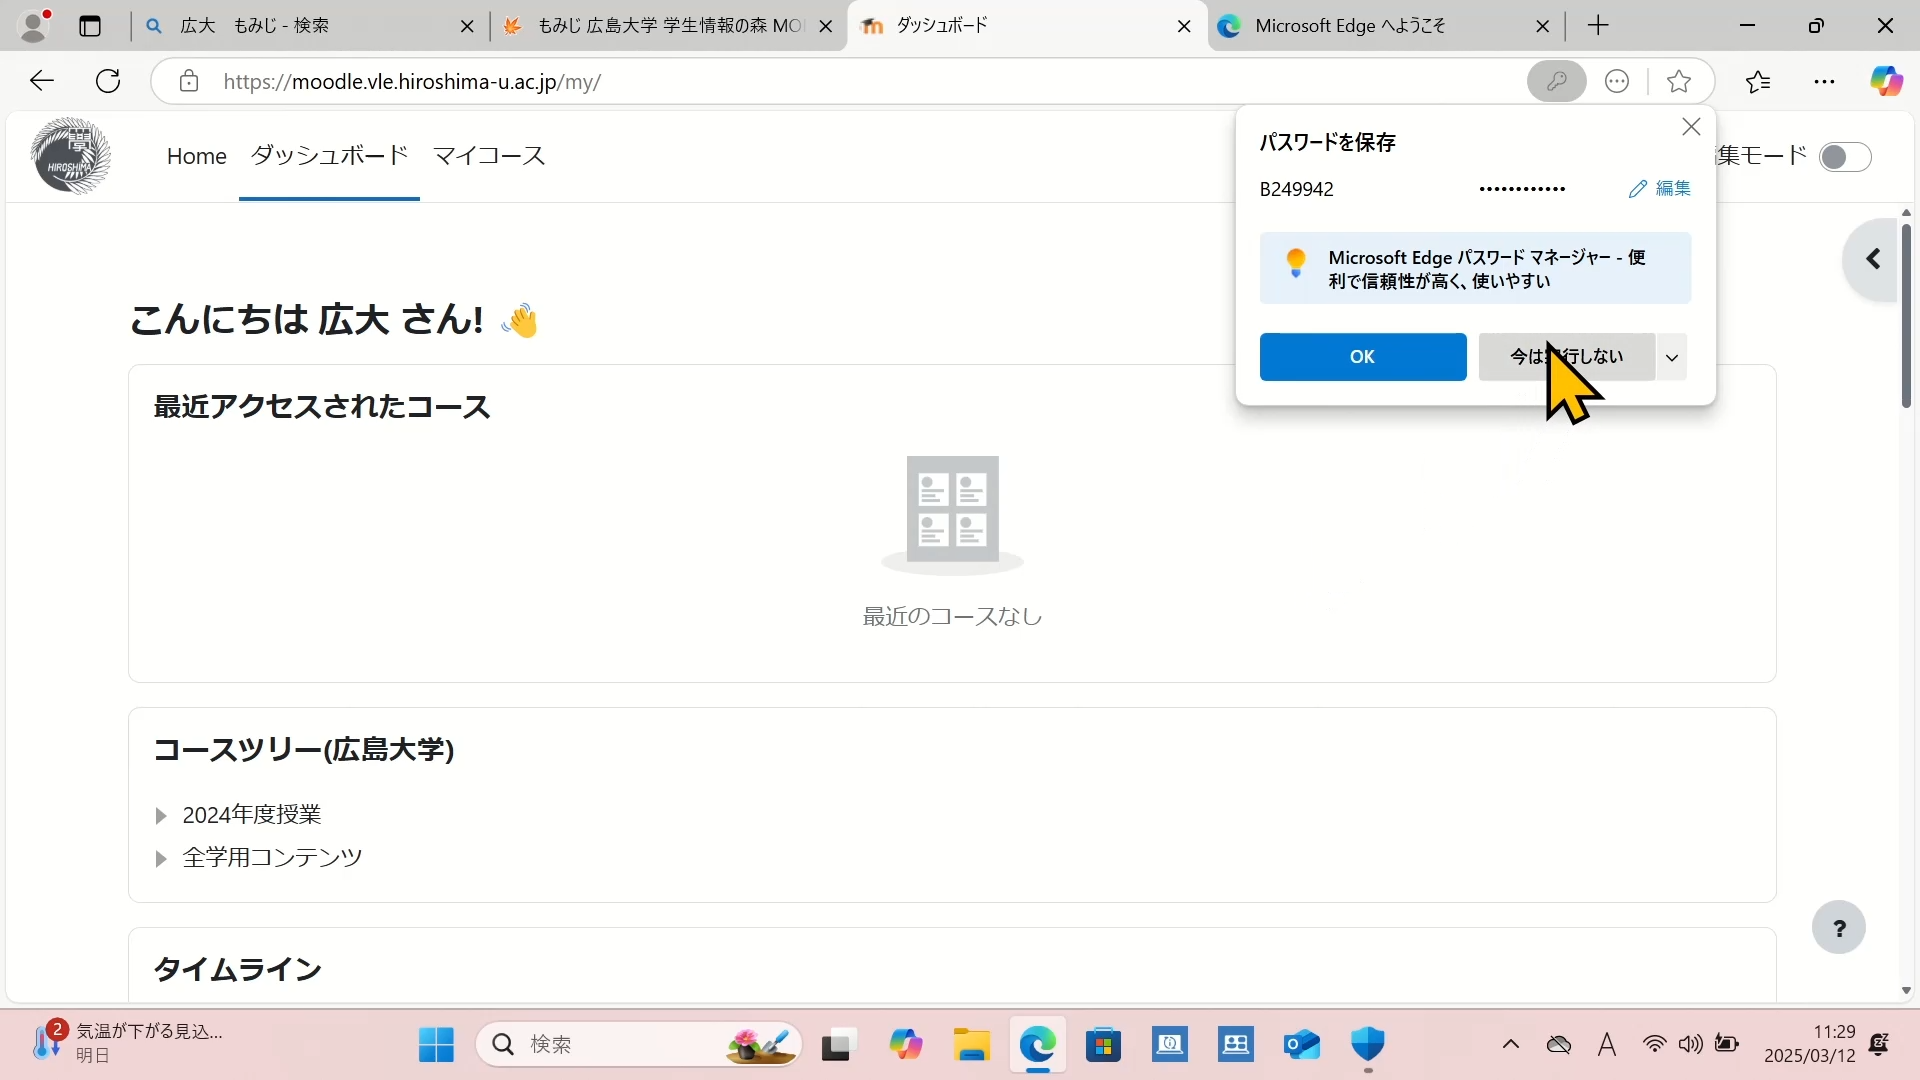 広大 もみじ - 検索
もみじ 広島大学 学生情報の森 MO
ダッシュボード
Microsoft Edge へようこそ
https://moodle.vle.hiroshima-u.ac.jp/my/
HIROSHIMA
Home
ダッシュボード
マイコース
集モード
パスワードを保存
B249942
••••••••••••
編集
Microsoft Edge パスワード マネージャー - 便
利で信頼性が高く、使いやすい
OK
今は実行しない
こんにちは 広大 さん! 👋
最近アクセスされたコース
最近のコースなし
コースツリー(広島大学)
2024年度授業
全学用コンテンツ
タイムライン
?
2
気温が下がる見込...
明日
検索
A
11:29
2025/03/12